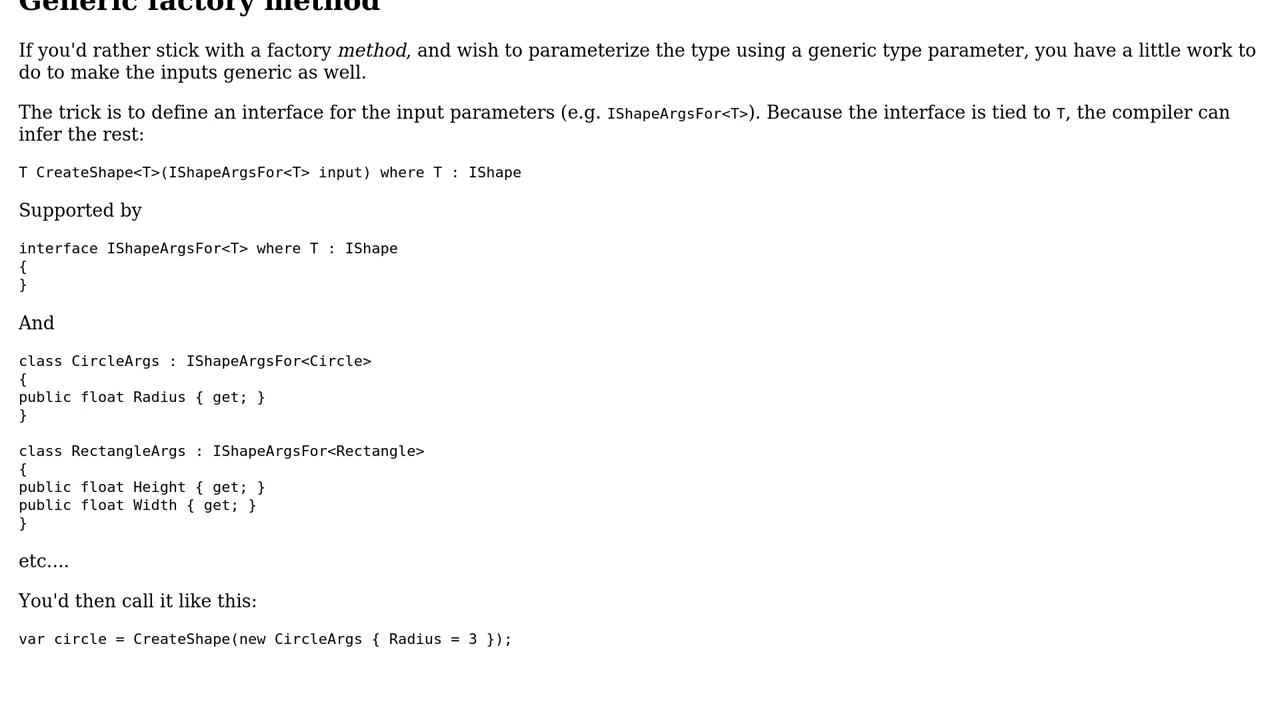 Generic factory method
If you'd rather stick with a factory method, and wish to parameterize the type using a generic type parameter, you have a little work to
do to make the inputs generic as well.
The trick is to define an interface for the input parameters (e.g. IShapeArgsFor<T>). Because the interface is tied to T, the compiler can
infer the rest:
T CreateShape<T>(IShapeArgsFor<T> input) where T : IShape
Supported by
interface IShapeArgsFor<T> where T : IShape
{
}
And
class CircleArgs : IShapeArgsFor<Circle>
{
public float Radius { get; }
}
class RectangleArgs : IShapeArgsFor<Rectangle>
{
public float Height { get; }
public float Width { get; }
}
etc....
You'd then call it like this:
var circle = CreateShape(new CircleArgs { Radius = 3 });